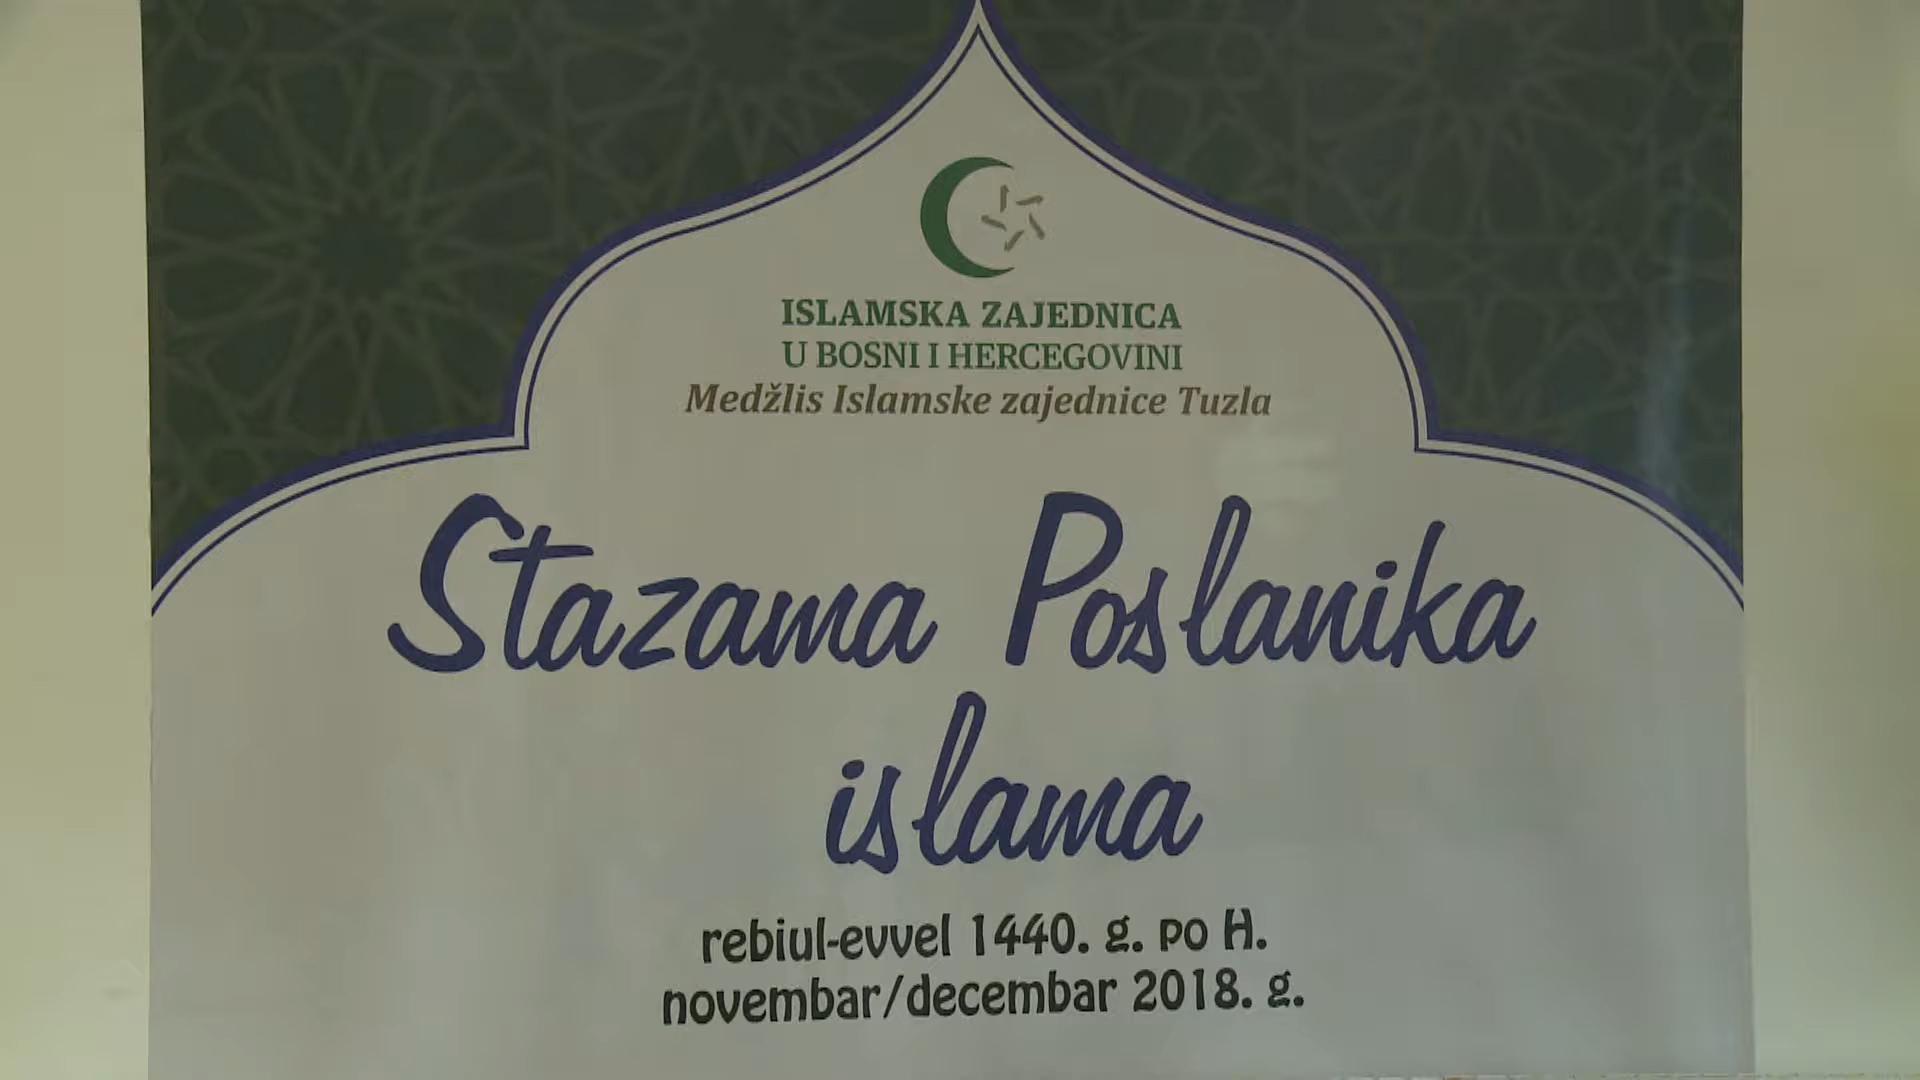 ISLAMSKA ZAJEDNICA
U BOSNI I HERCEGOVINI
Medžlis Islamske zajednice Tuzla
Stazama Poslanika
islama
rebiul-evvel 1440. g. po H.
novembar/decembar 2018. g.